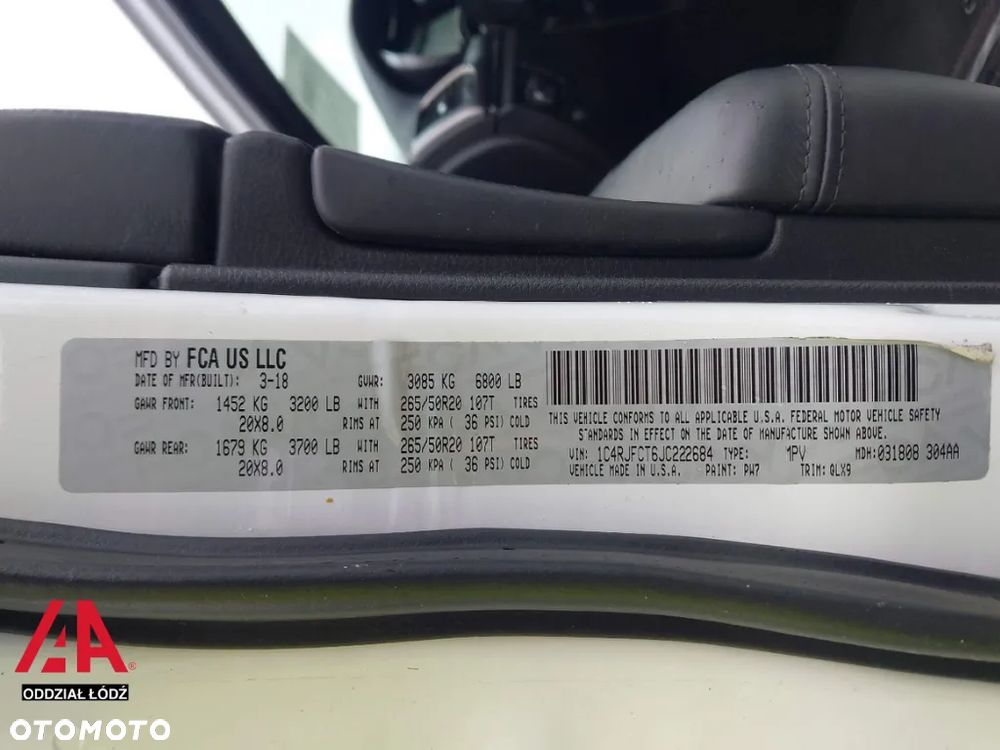 MFD BY FCA US LLC
DATE OF MFR(BUILT): 3-18 GVWR: 3085 KG 6800 LB
GAWR FRONT: 1452 KG 3200 LB WITH 265/50R20 107T TIRES
20X8.0 RIMS AT 250 KPA ( 36 PSI) COLD
GAWR REAR: 1679 KG 3700 LB WITH 265/50R20 107T TIRES
20X8.0 RIMS AT 250 KPA ( 36 PSI) COLD
THIS VEHICLE CONFORMS TO ALL APPLICABLE U.S.A. FEDERAL MOTOR VEHICLE SAFETY
STANDARDS IN EFFECT ON THE DATE OF MANUFACTURE SHOWN ABOVE.
VIN: 1C4RJFCT6JC222684 TYPE: 1PV MDH:031808 304AA
VEHICLE MADE IN U.S.A. PAINT: PW7 TRIM: QLX9
AA®
ODDZIAŁ ŁÓDŹ
OTOMOTO